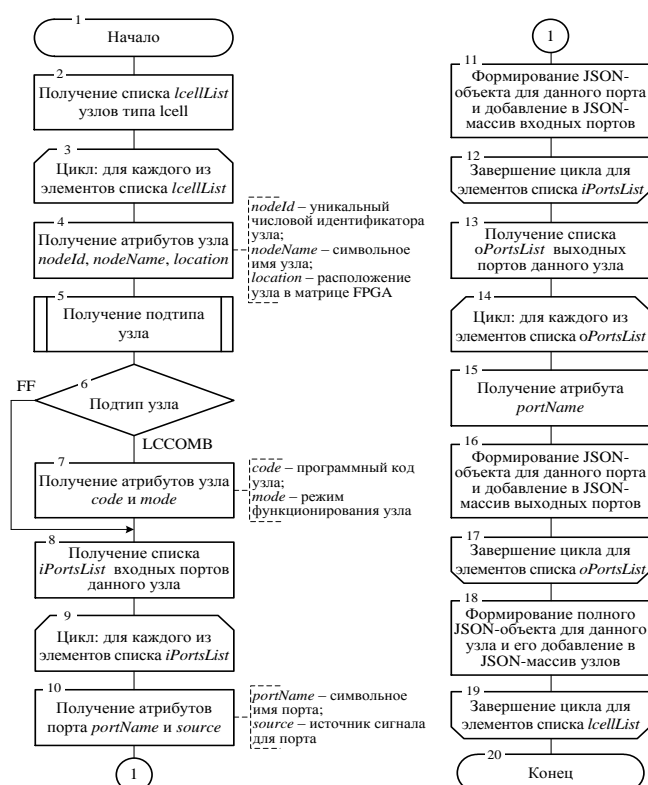 1
Начало
2
Получение списка lcellList
узлов типа lcell
3
Цикл: для каждого из
элементов списка lcellList
4
Получение атрибутов узла
nodeId, nodeName, location
nodeId – уникальный
числовой идентификатора
узла;
nodeName – символьное
имя узла;
location – расположение
узла в матрице FPGA
5
Получение подтипа
узла
6
FF
Подтип узла
LCCOMB
7
Получение атрибутов узла
code и mode
code – программный код
узла;
mode – режим
функционирования узла
8
Получение списка
iPortsList входных портов
данного узла
9
Цикл: для каждого из
элементов списка iPortsList
10
Получение атрибутов
порта portName и source
portName – символьное
имя порта;
source – источник сигнала
для порта
1
1
11
Формирование JSON-
объекта для данного порта
и добавление в JSON-
массив входных портов
12
Завершение цикла для
элементов списка iPortsList
13
Получение списка
oPortsList выходных
портов данного узла
14
Цикл: для каждого из
элементов списка oPortsList
15
Получение атрибута
portName
16
Формирование JSON-
объекта для данного порта
и добавление в JSON-
массив выходных портов
17
Завершение цикла для
элементов списка oPortsList
18
Формирование полного
JSON-объекта для данного
узла и его добавление в
JSON-массив узлов
19
Завершение цикла для
элементов списка lcellList
20
Конец